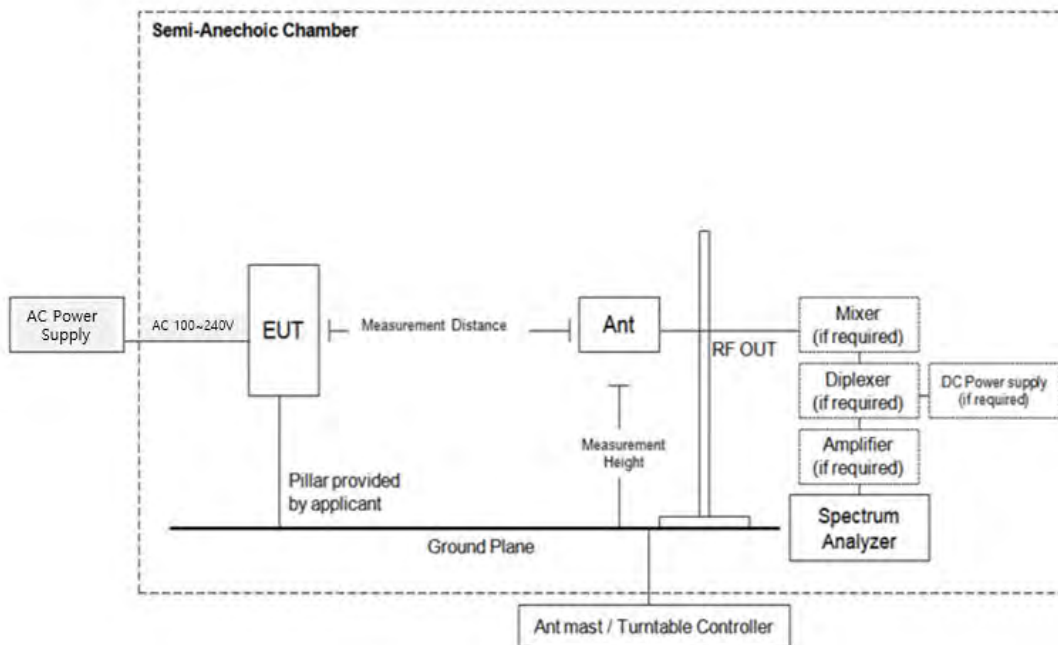 Semi-Anechoic Chamber
AC Power
Supply
AC 100~240V
EUT
Measurement Distance
Ant
RF OUT
Mixer
(if required)
Diplexer
(if required)
DC Power supply
(if required)
Amplifier
(if required)
Measurement
Height
Pillar provided
by applicant
Spectrum
Analyzer
Ground Plane
Ant mast / Turntable Controller